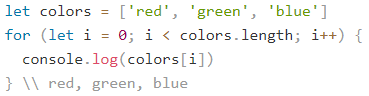 let colors = ['red', 'green', 'blue']
for (let i = 0; i < colors.length; i++) {
  console.log(colors[i])
} \\ red, green, blue